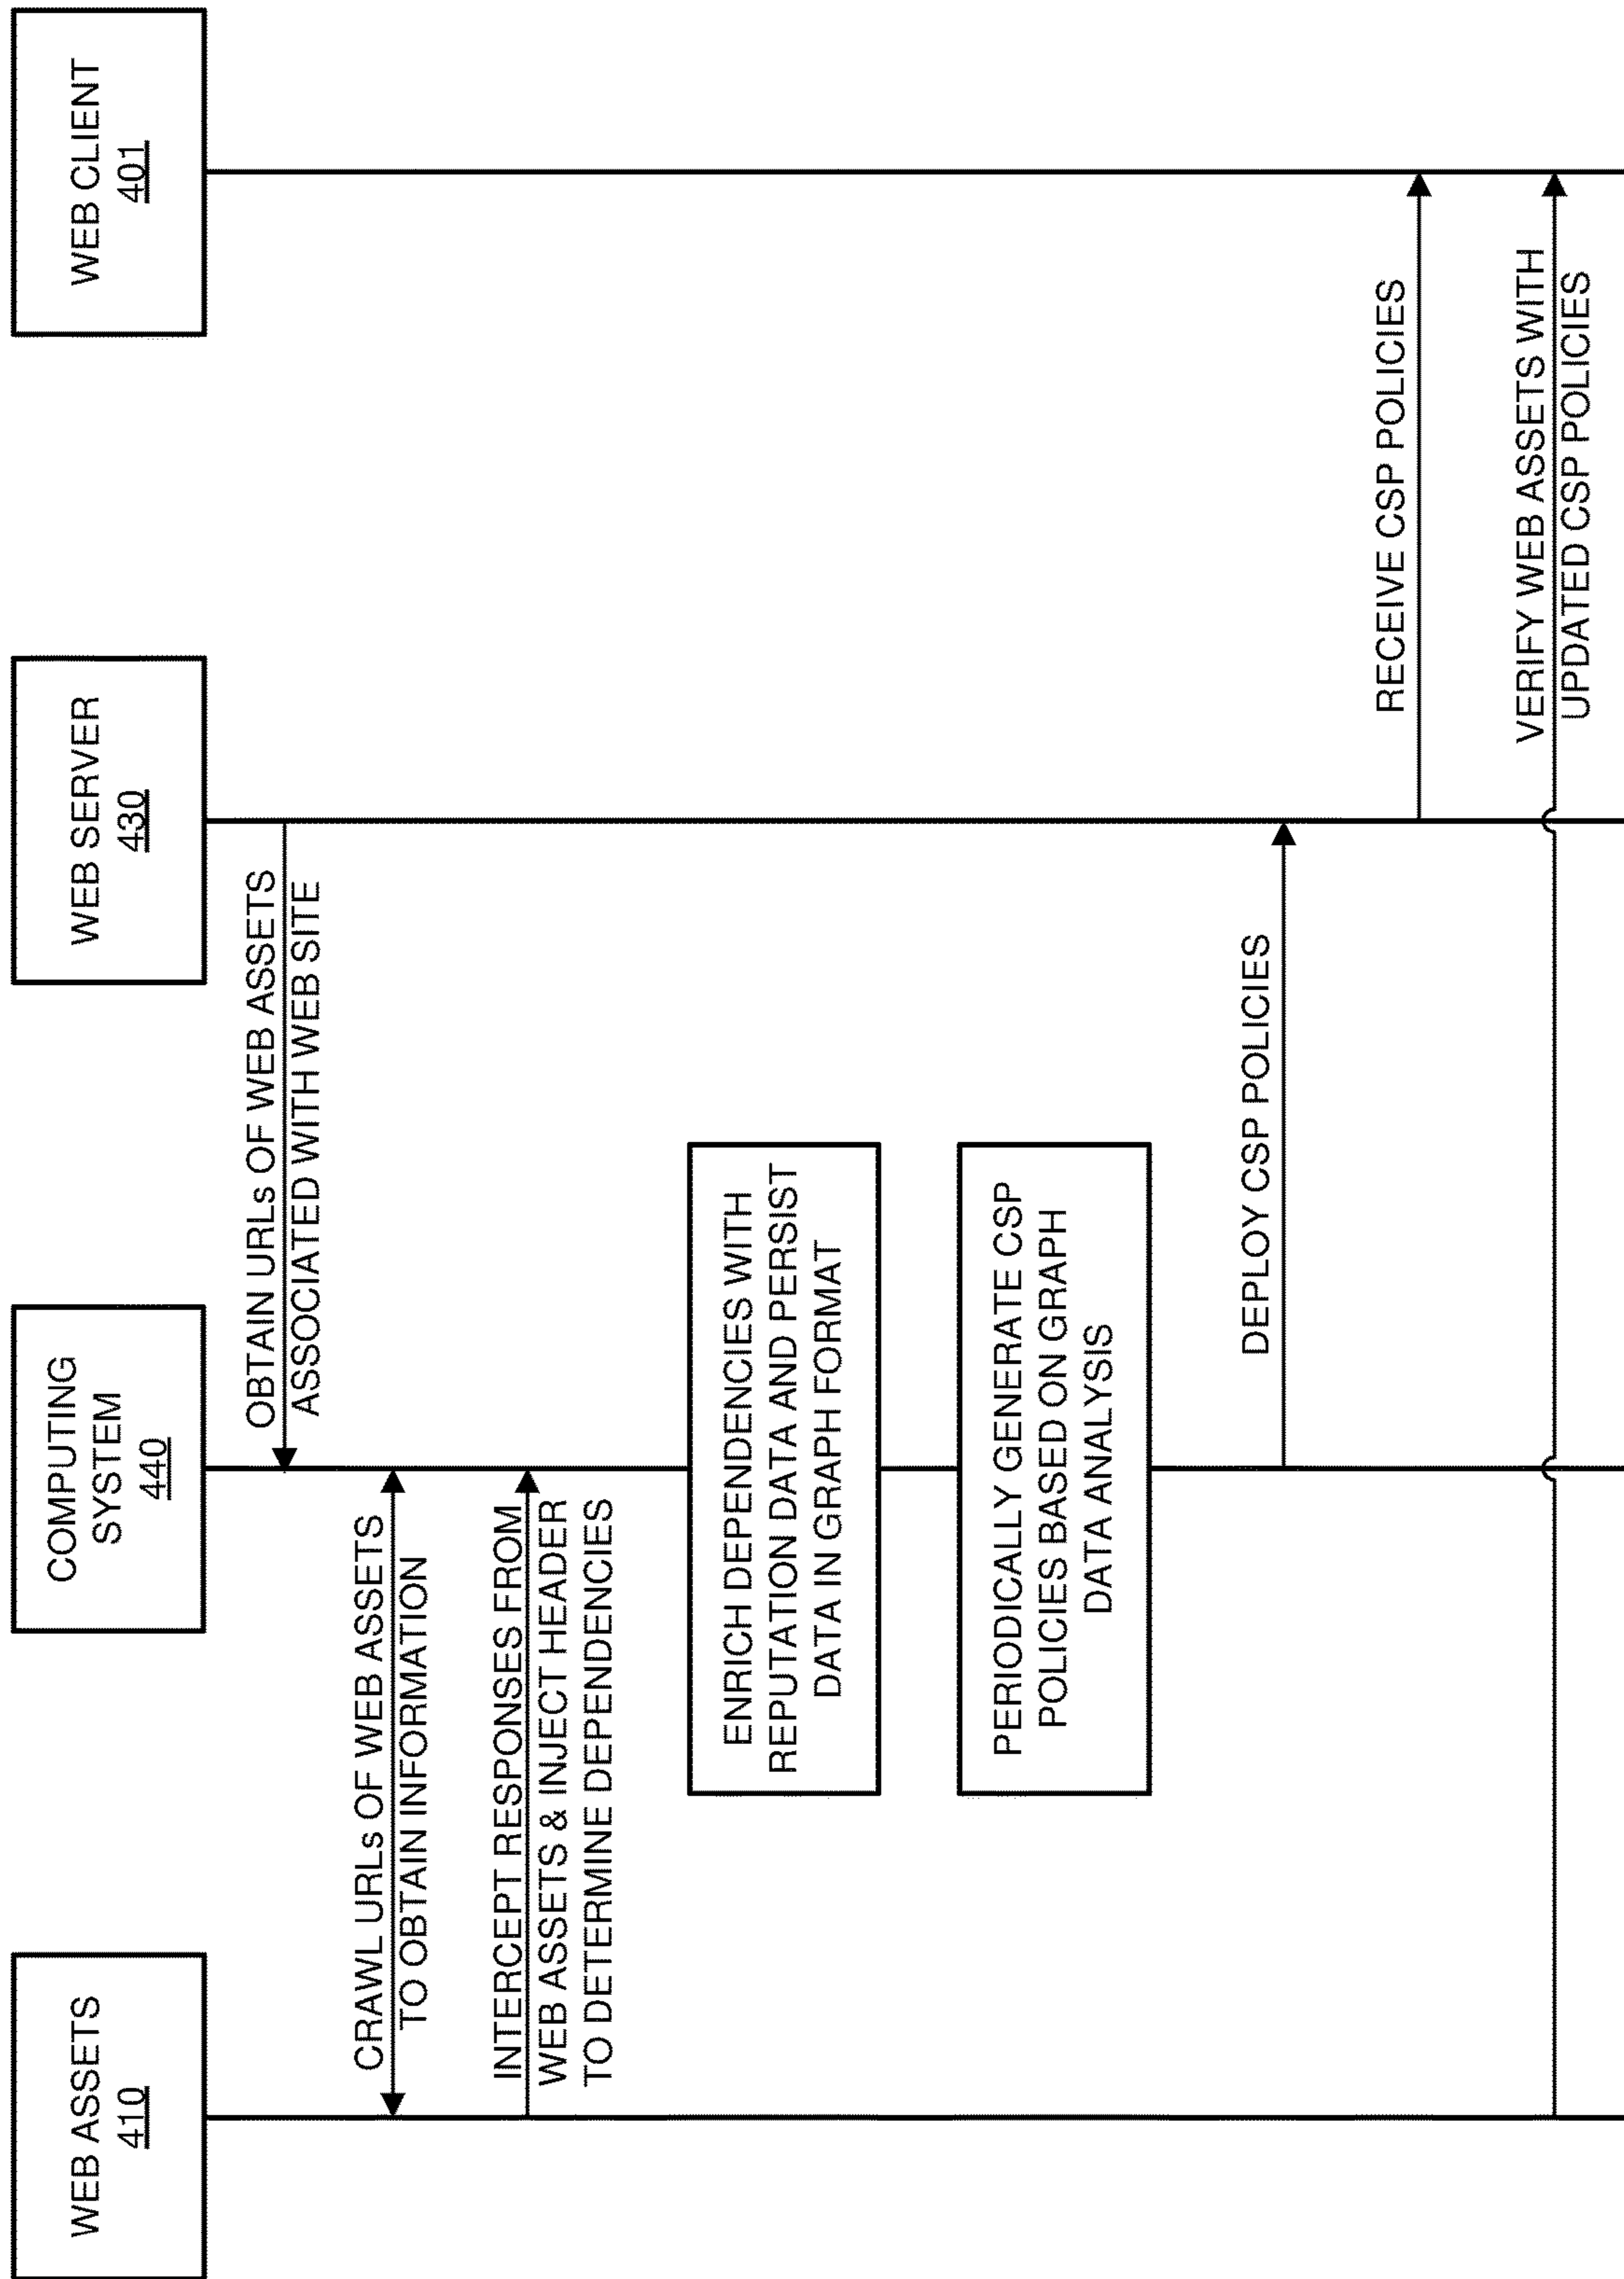 WEB ASSETS
410
COMPUTING
SYSTEM
440
WEB SERVER
430
WEB CLIENT
401
OBTAIN URLs OF WEB ASSETS
ASSOCIATED WITH WEB SITE
CRAWL URLs OF WEB ASSETS
TO OBTAIN INFORMATION
INTERCEPT RESPONSES FROM
WEB ASSETS & INJECT HEADER
TO DETERMINE DEPENDENCIES
ENRICH DEPENDENCIES WITH
REPUTATION DATA AND PERSIST
DATA IN GRAPH FORMAT
PERIODICALLY GENERATE CSP
POLICIES BASED ON GRAPH
DATA ANALYSIS
DEPLOY CSP POLICIES
RECEIVE CSP POLICIES
VERIFY WEB ASSETS WITH
UPDATED CSP POLICIES